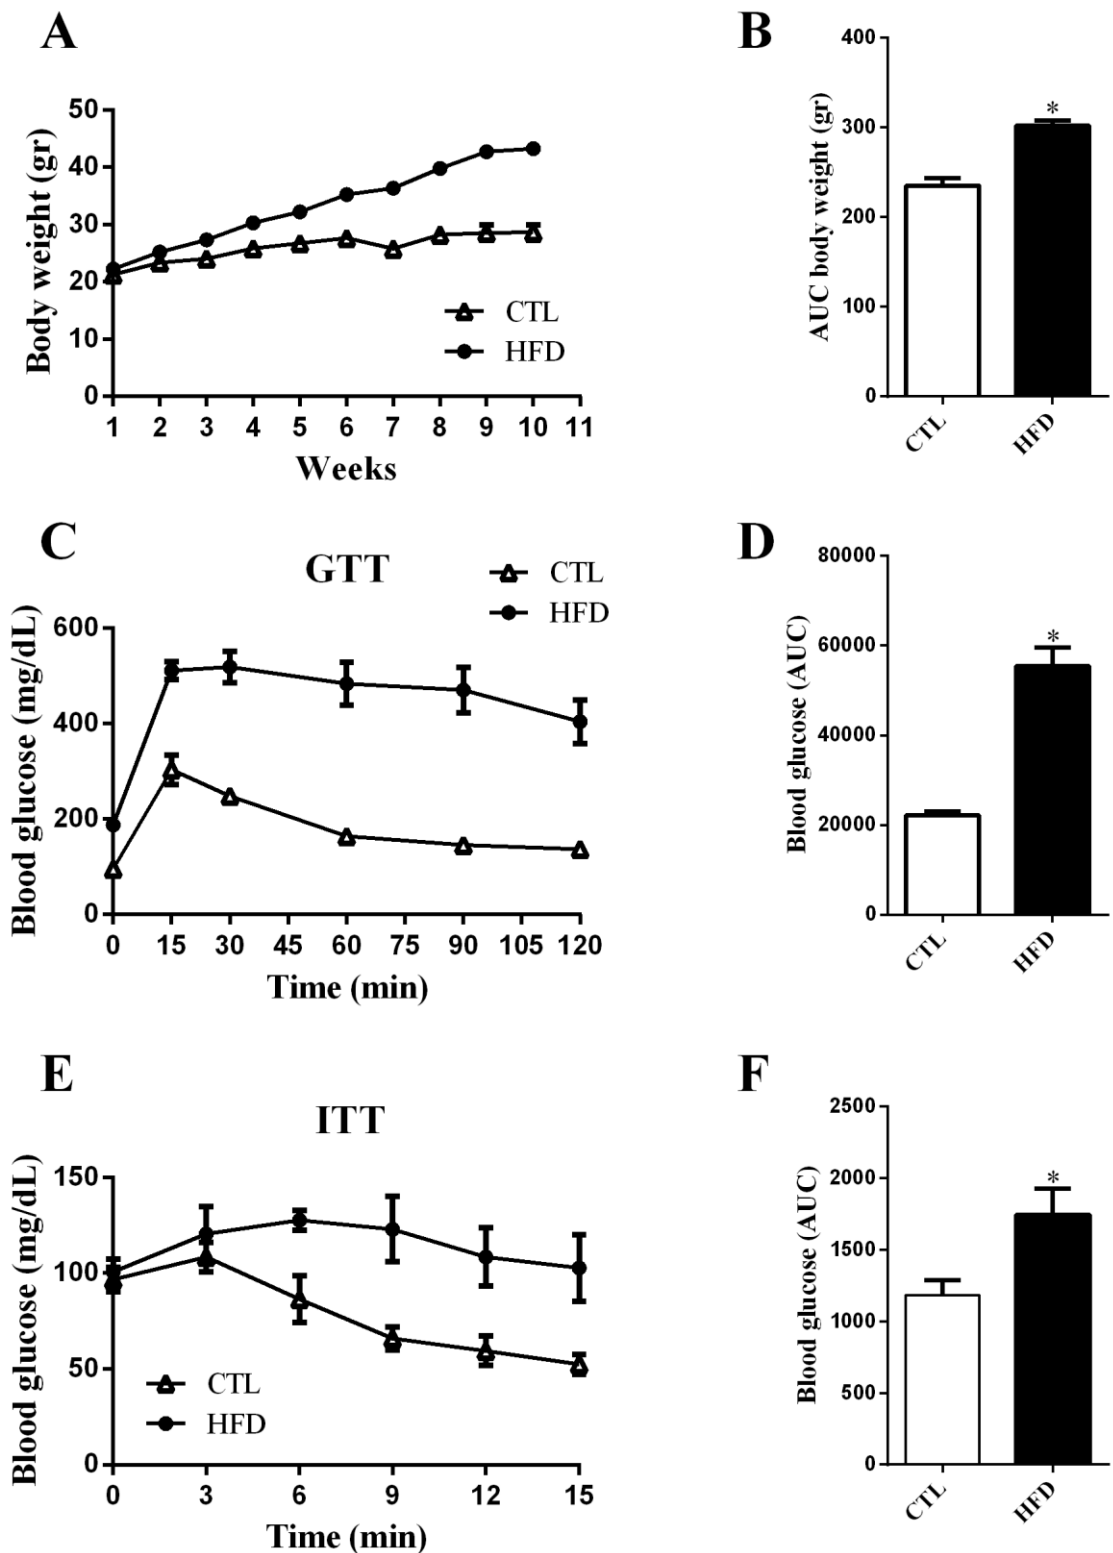 A
Body weight (gr)
50
40
30
20
10
0
CTL
HFD
1 2 3 4 5 6 7 8 9 10 11
Weeks
B
AUC body weight (gr)
400
300
200
100
0
*
CTL
HFD
C
GTT
CTL
HFD
Blood glucose (mg/dL)
600
400
200
0
0 15 30 45 60 75 90 105 120
Time (min)
D
Blood glucose (AUC)
80000
60000
40000
20000
0
*
CTL
HFD
E
ITT
Blood glucose (mg/dL)
150
100
50
0
CTL
HFD
0 3 6 9 12 15
Time (min)
F
Blood glucose (AUC)
2500
2000
1500
1000
500
0
*
CTL
HFD